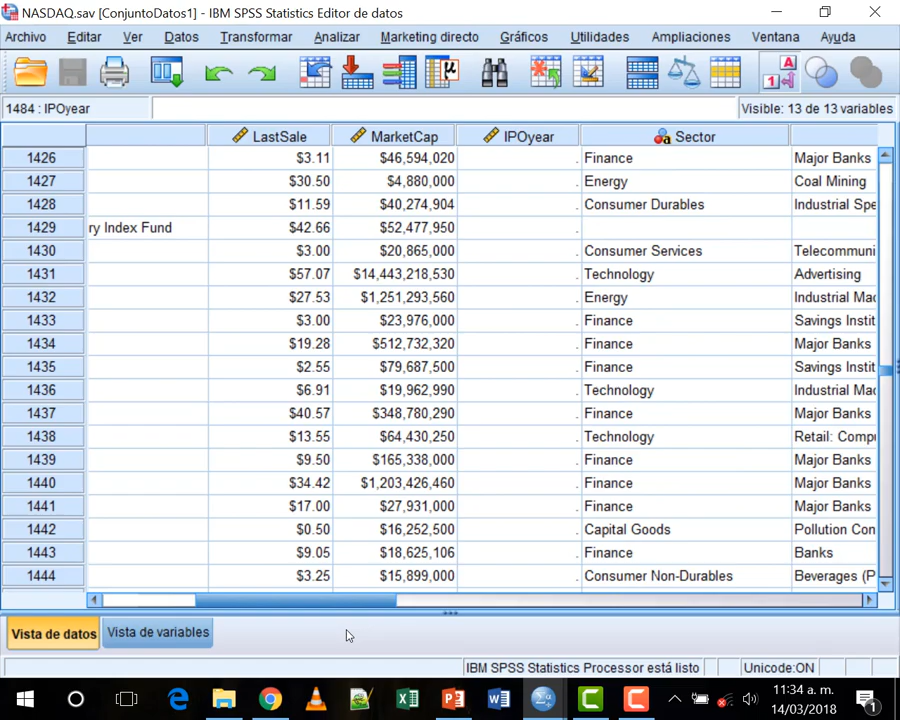 NASDAQ.sav [ConjuntoDatos1] - IBM SPSS Statistics Editor de datos
Archivo Editar Ver Datos Transformar Analizar Marketing directo Gráficos Utilidades Ampliaciones Ventana Ayuda
1484 : IPOyear Visible: 13 de 13 variables
LastSale MarketCap IPOyear Sector
1426 $3.11 $46,594,020 . Finance Major Banks
1427 $30.50 $4,880,000 . Energy Coal Mining
1428 $11.59 $40,274,904 . Consumer Durables Industrial Spe
1429 ry Index Fund $42.66 $52,477,950 .
1430 $3.00 $20,865,000 . Consumer Services Telecommuni
1431 $57.07 $14,443,218,530 . Technology Advertising
1432 $27.53 $1,251,293,560 . Energy Industrial Mac
1433 $3.00 $23,976,000 . Finance Savings Instit
1434 $19.28 $512,732,320 . Finance Major Banks
1435 $2.55 $79,687,500 . Finance Savings Instit
1436 $6.91 $19,962,990 . Technology Industrial Mac
1437 $40.57 $348,780,290 . Finance Major Banks
1438 $13.55 $64,430,250 . Technology Retail: Compu
1439 $9.50 $165,338,000 . Finance Major Banks
1440 $34.42 $1,203,426,460 . Finance Major Banks
1441 $17.00 $27,931,000 . Finance Major Banks
1442 $0.50 $16,252,500 . Capital Goods Pollution Con
1443 $9.05 $18,625,106 . Finance Banks
1444 $3.25 $15,899,000 . Consumer Non-Durables Beverages (P
Vista de datos Vista de variables
IBM SPSS Statistics Processor está listo Unicode:ON
11:34 a. m.
14/03/2018
1